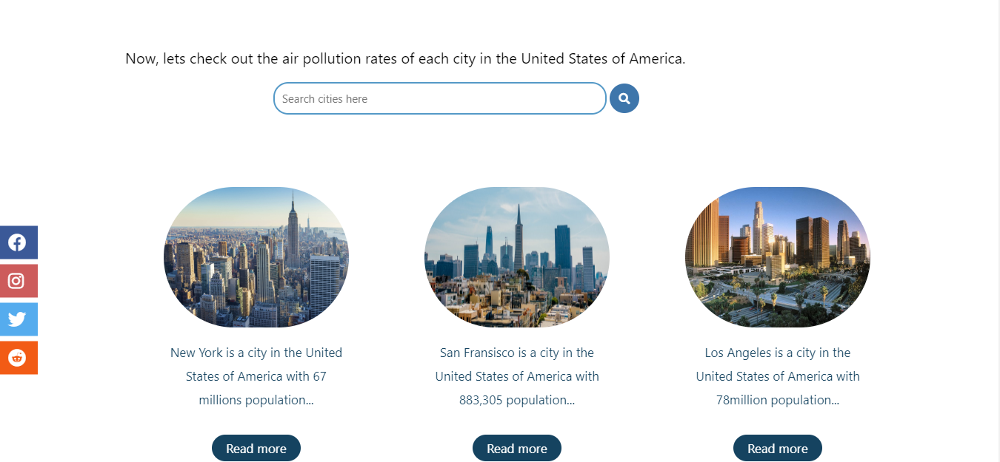 Now, lets check out the air pollution rates of each city in the United States of America.
Search cities here
New York is a city in the United
States of America with 67
millions population...
Read more
San Fransisco is a city in the
United States of America with
883,305 population...
Read more
Los Angeles is a city in the
United States of America with
78million population...
Read more